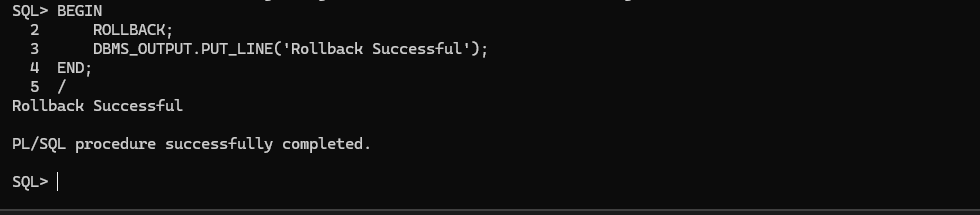 SQL> BEGIN
  2      ROLLBACK;
  3      DBMS_OUTPUT.PUT_LINE('Rollback Successful');
  4  END;
  5  /
Rollback Successful
PL/SQL procedure successfully completed.
SQL>